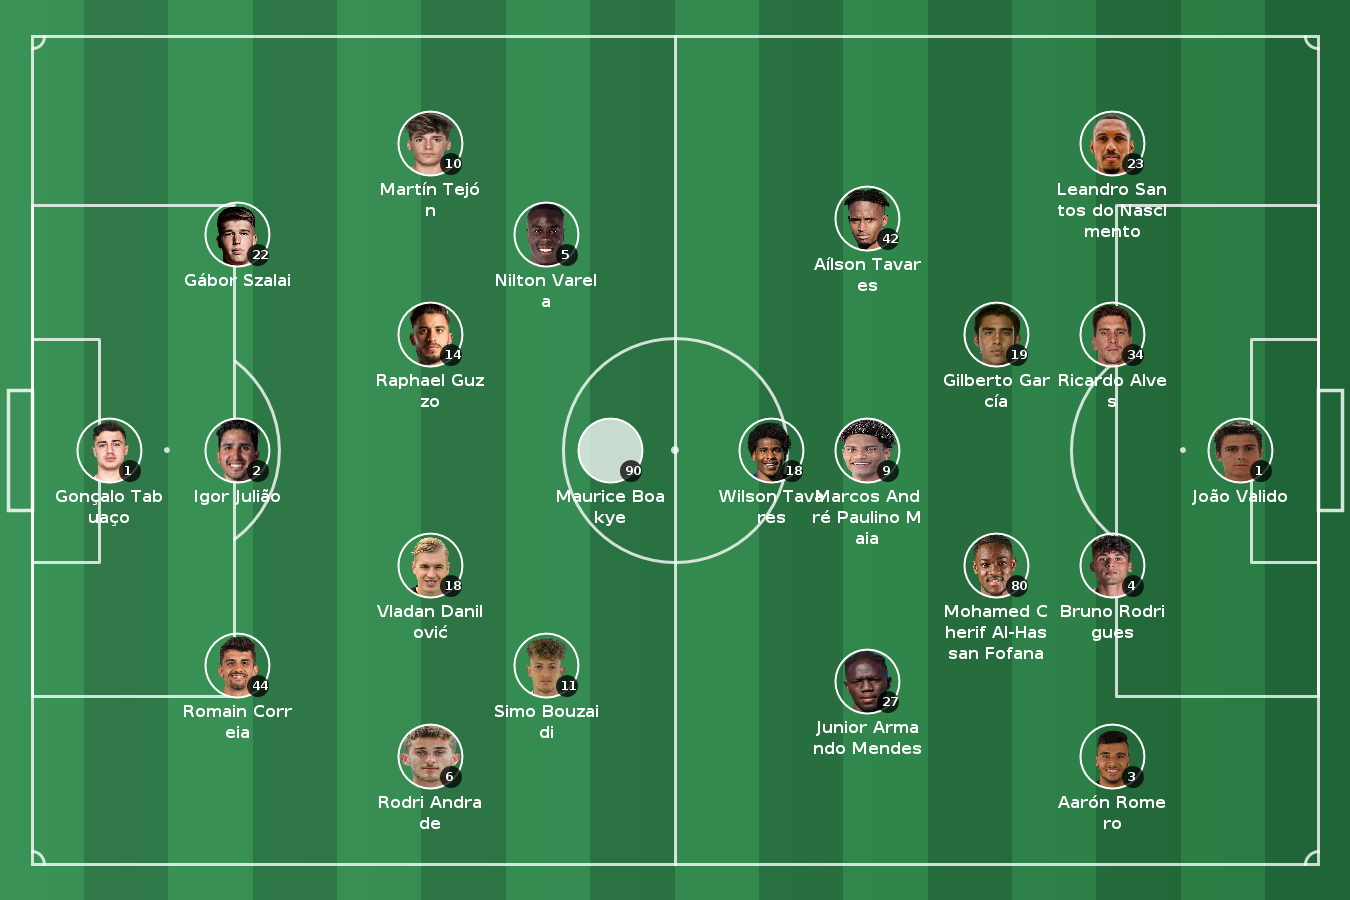 10
Martín Tejó
n
23
Leandro San
tos do Nasci
mento
22
Gábor Szalai
5
Nilton Varel
a
42
Aílson Tavar
es
14
Raphael Guz
zo
19
Gilberto Gar
cía
34
Ricardo Alve
s
1
Gonçalo Tab
uaço
2
Igor Julião
90
Maurice Boa
kye
18
Wilson Tava
res
9
Marcos And
ré Paulino M
aia
1
João Valido
18
Vladan Danil
ović
80
Mohamed C
herif Al-Has
san Fofana
4
Bruno Rodri
gues
44
Romain Corr
eia
11
Simo Bouzai
di
27
Junior Arma
ndo Mendes
6
Rodri Andra
de
3
Aarón Rome
ro